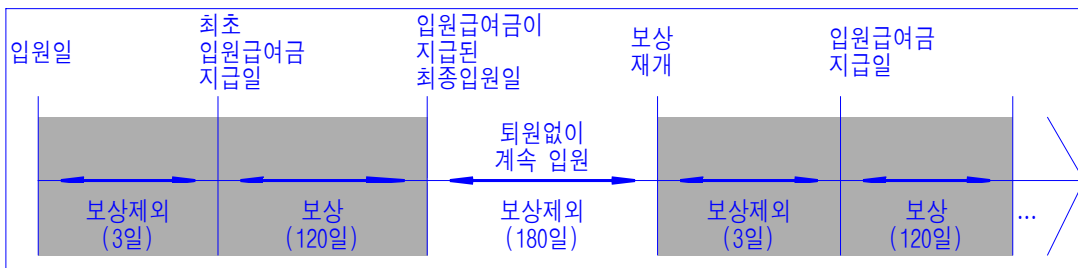 입원일
최초
입원급여금
지급일
입원급여금이
지급된
최종입원일
보상
재개
입원급여금
지급일
퇴원없이
계속 입원
보상제외
(3일)
보상
(120일)
보상제외
(180일)
보상제외
(3일)
보상
(120일)
...